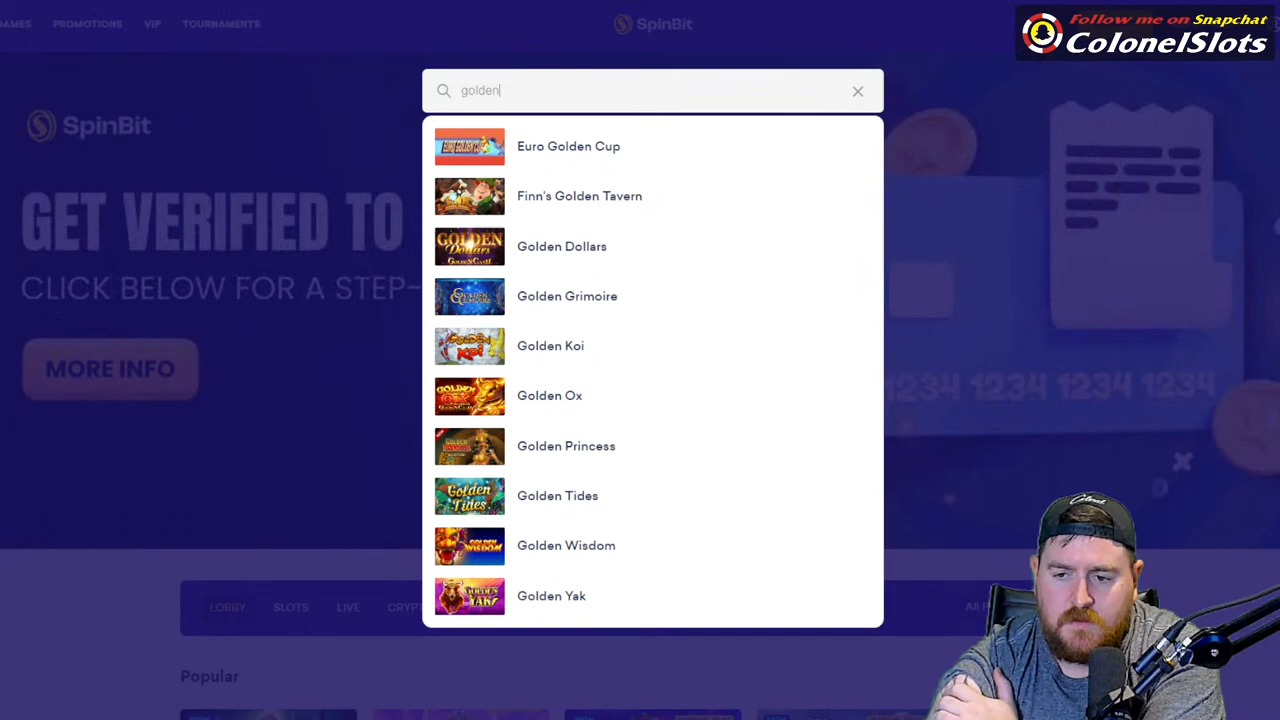 GAMES PROMOTIONS VIP TOURNAMENTS
SpinBit
Follow me on Snapchat
ColonelSlots
golden
SpinBit
GET VERIFIED TO
CLICK BELOW FOR A STEP-
MORE INFO
Euro Golden Cup
Finn's Golden Tavern
Golden Dollars
Golden Grimoire
Golden Koi
Golden Ox
Golden Princess
Golden Tides
Golden Wisdom
Golden Yak
1234 1234 1234 1234
LOBBY SLOTS LIVE CRYPT
All P
Popular